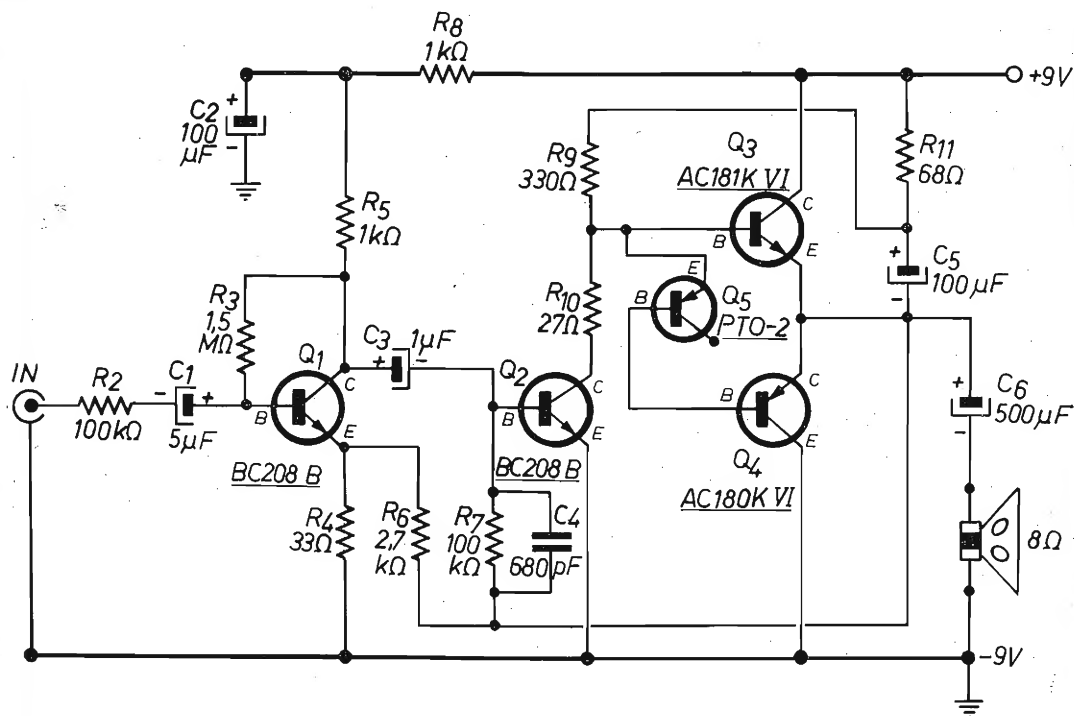 R8
1kΩ
+9V
+
C2
100
µF
-
R9
330Ω
Q3
AC181K VI
R11
68Ω
R5
1kΩ
B
C
E
+
C5
100µF
-
R3
1,5
MΩ
E
R10
27Ω
B
Q5
PTO-2
C3
1µF
+
-
IN
R2
100kΩ
-
C1
+
5µF
Q1
B
C
E
BC208 B
Q2
B
C
E
BC208 B
C
B
E
Q4
AC180K VI
+
C6
500µF
-
R4
33Ω
R6
2,7
kΩ
R7
100
kΩ
C4
680pF
8Ω
-9V